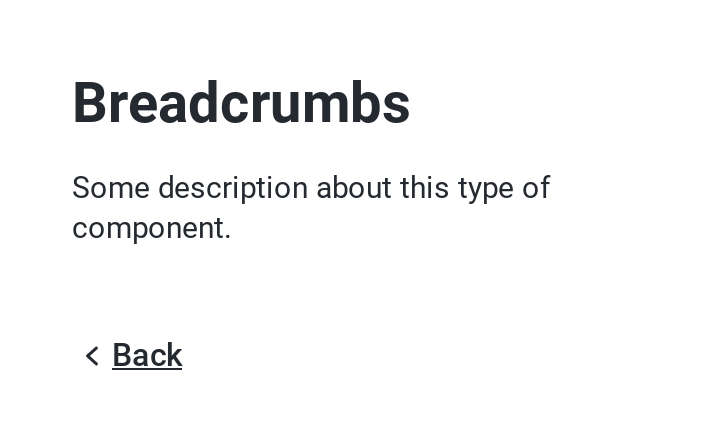 Breadcrumbs
Some description about this type of
component.
Back